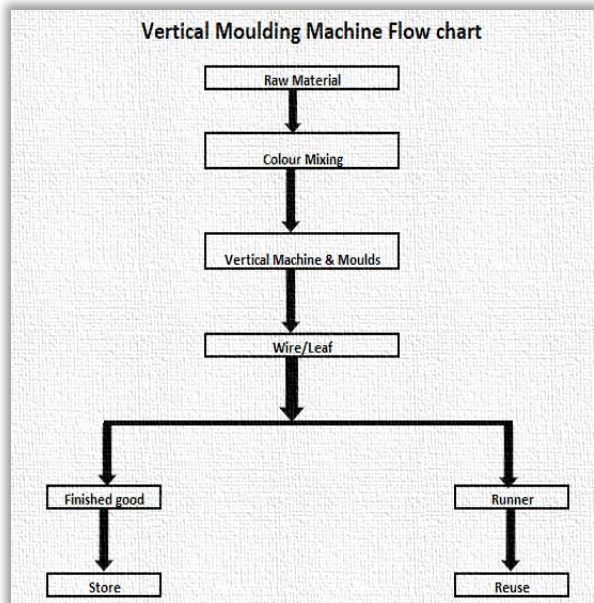 Vertical Moulding Machine Flow chart
Raw Material
Colour Mixing
Vertical Machine & Moulds
Wire/Leaf
Finished good
Runner
Store
Reuse